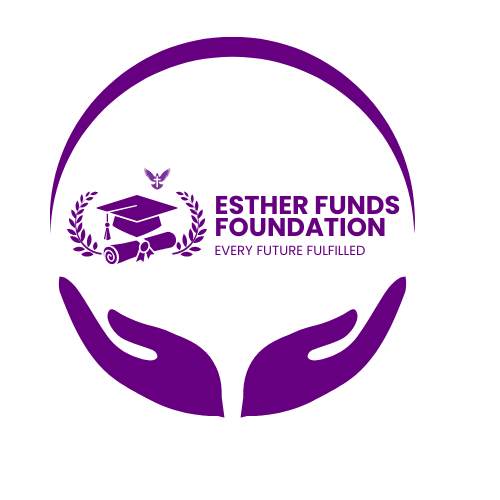 ESTHER FUNDS
FOUNDATION
EVERY FUTURE FULFILLED